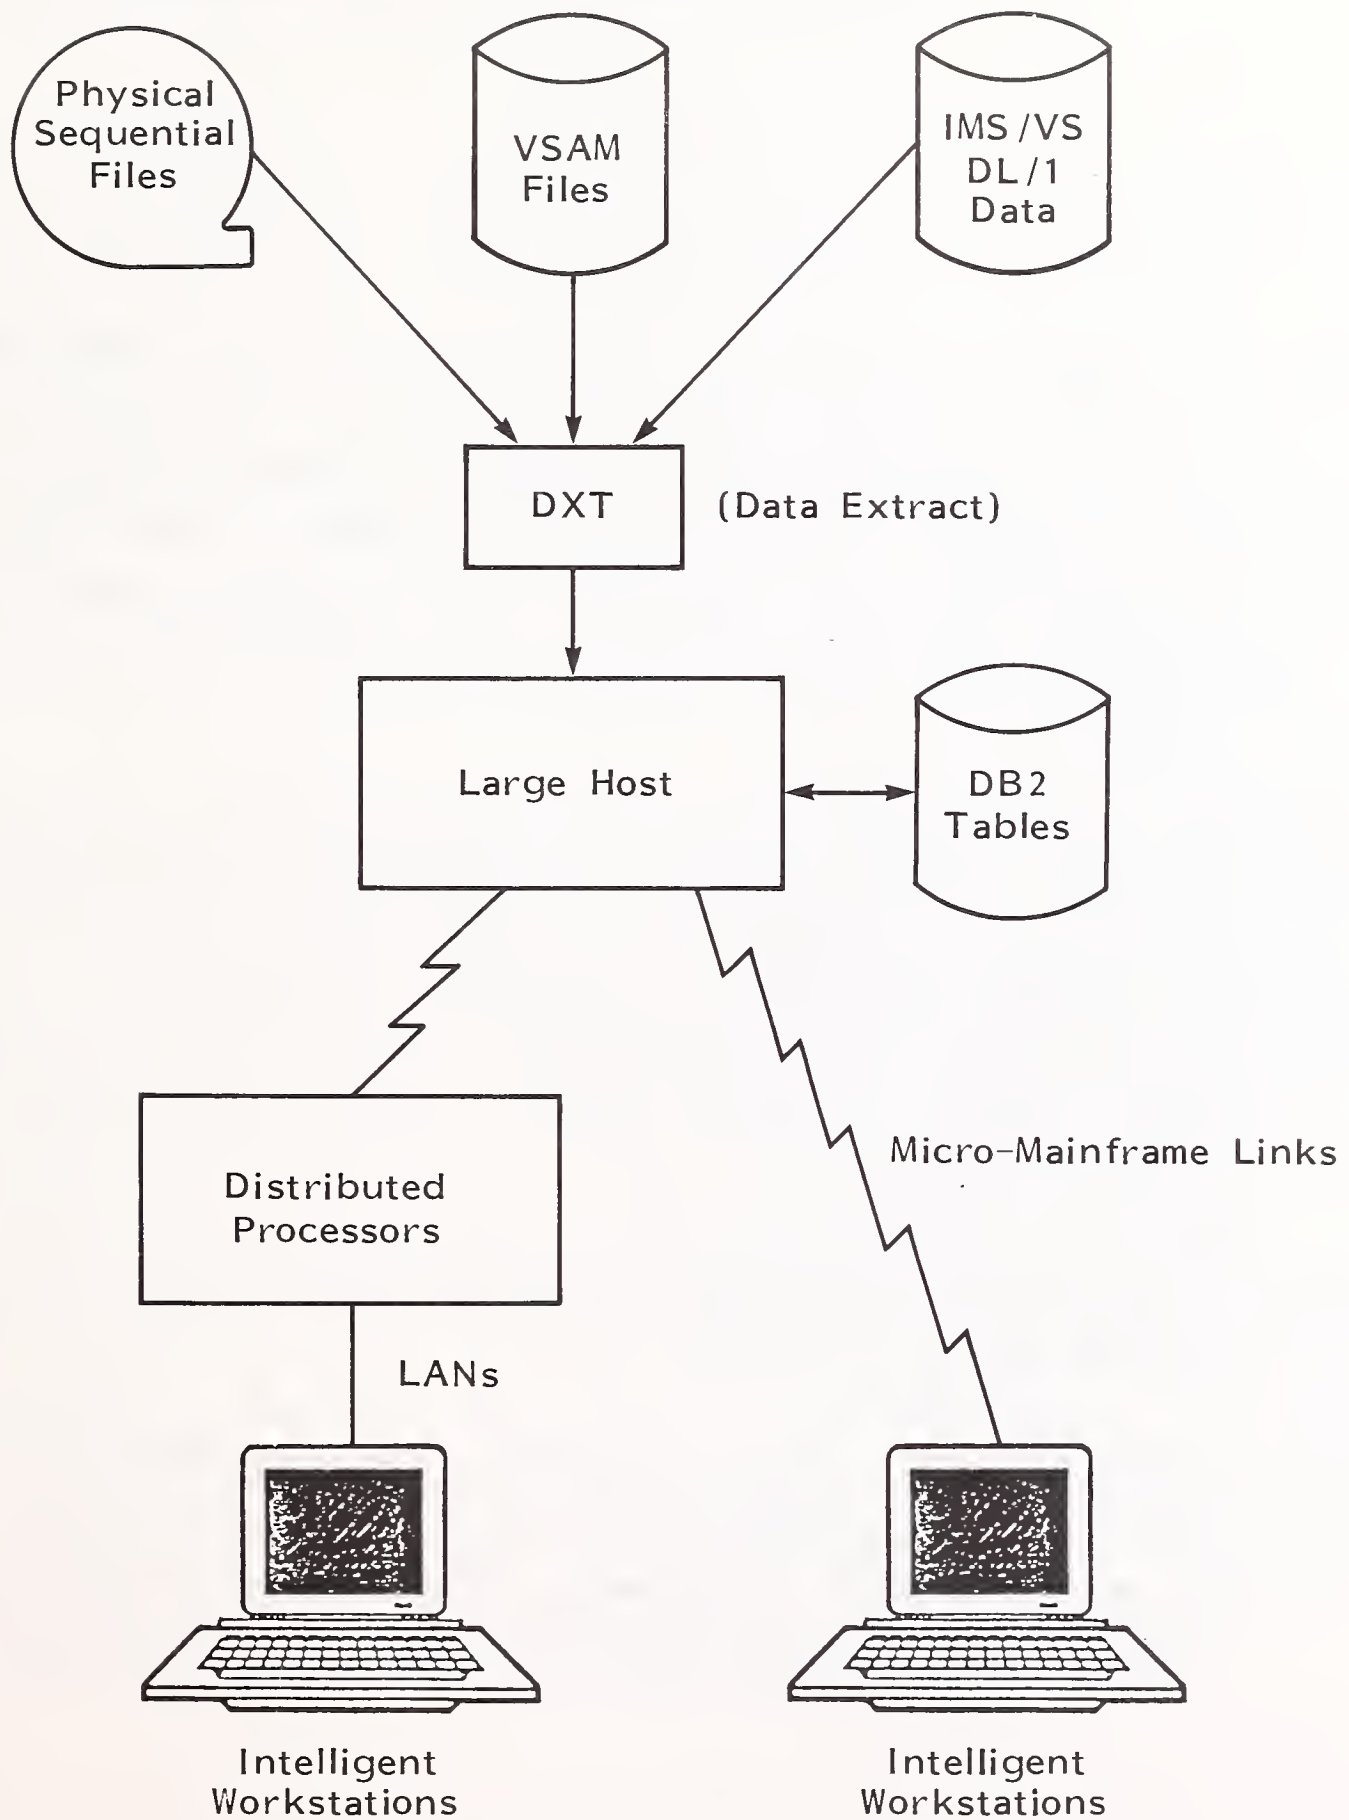 Physical
Sequential
Files
VSAM
Files
IMS/VS
DL/1
Data
DXT
(Data Extract)
Large Host
DB2
Tables
Micro-Mainframe Links
Distributed
Processors
LANs
Intelligent
Workstations
Intelligent
Workstations